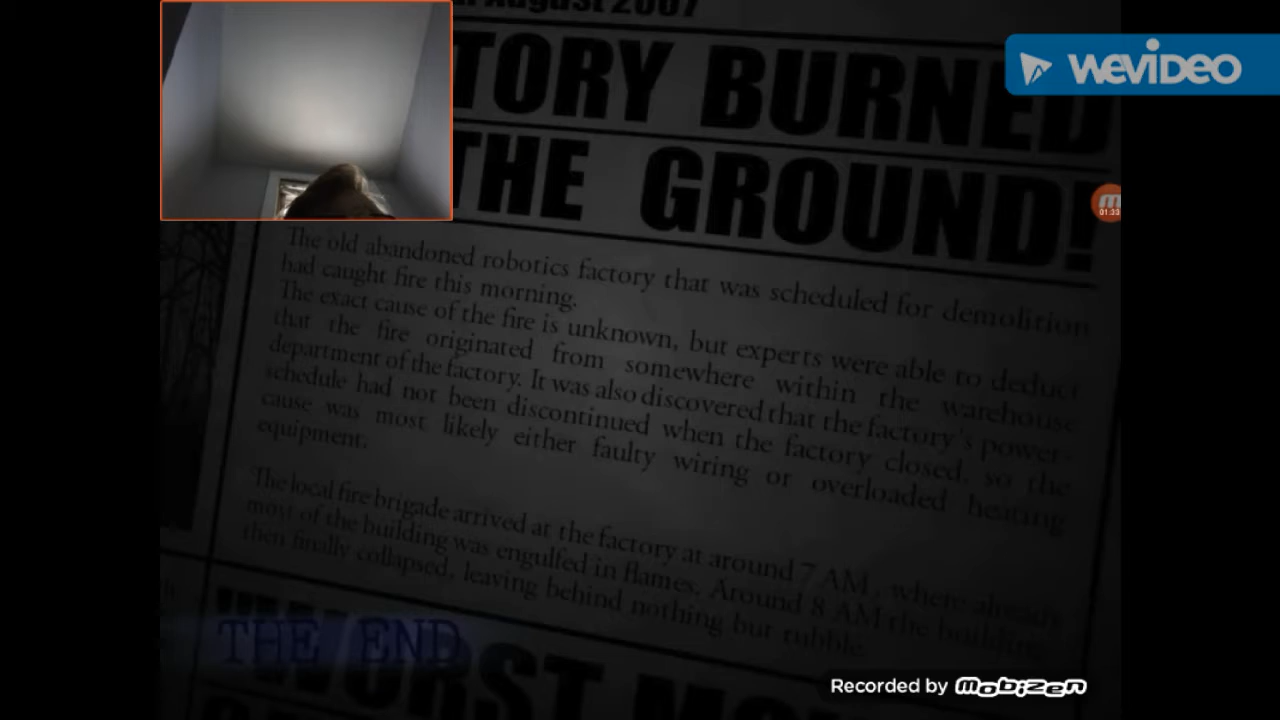 August 2007
TORY BURNED
THE GROUND!
WEVIDEO
01:33
The old abandoned robotics factory that was scheduled for demolition
had caught fire this morning.
The exact cause of the fire is unknown, but experts were able to deduct
that the fire originated from somewhere within the warehouse
department of the factory. It was also discovered that the factory's power-
schedule had not been discontinued when the factory closed, so the
cause was most likely either faulty wiring or overloaded heating
equipment.
The local fire brigade arrived at the factory at around 7 AM, where already
most of the building was engulfed in flames. Around 8 AM the building
then finally collapsed, leaving behind nothing but rubble.
THE END
WORST MO
Recorded by mobizen